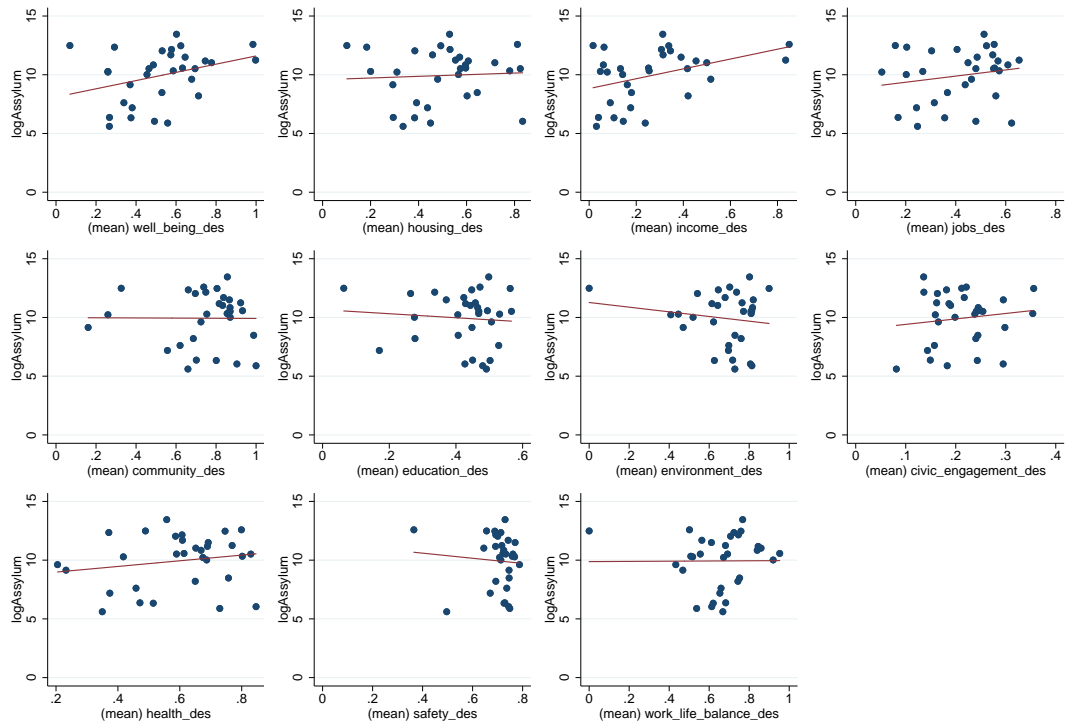 15
10
5
0
logAssylum
0 .2 .4 .6 .8 1
(mean) well_being_des
15
10
5
0
logAssylum
0 .2 .4 .6 .8
(mean) housing_des
15
10
5
0
logAssylum
0 .2 .4 .6 .8 1
(mean) income_des
15
10
5
0
logAssylum
0 .2 .4 .6 .8
(mean) jobs_des
15
10
5
0
logAssylum
0 .2 .4 .6 .8 1
(mean) community_des
15
10
5
0
logAssylum
0 .2 .4 .6
(mean) education_des
15
10
5
0
logAssylum
0 .2 .4 .6 .8 1
(mean) environment_des
15
10
5
0
logAssylum
0 .1 .2 .3 .4
(mean) civic_engagement_des
15
10
5
0
logAssylum
.2 .4 .6 .8
(mean) health_des
15
10
5
0
logAssylum
0 .2 .4 .6 .8
(mean) safety_des
15
10
5
0
logAssylum
0 .2 .4 .6 .8 1
(mean) work_life_balance_des